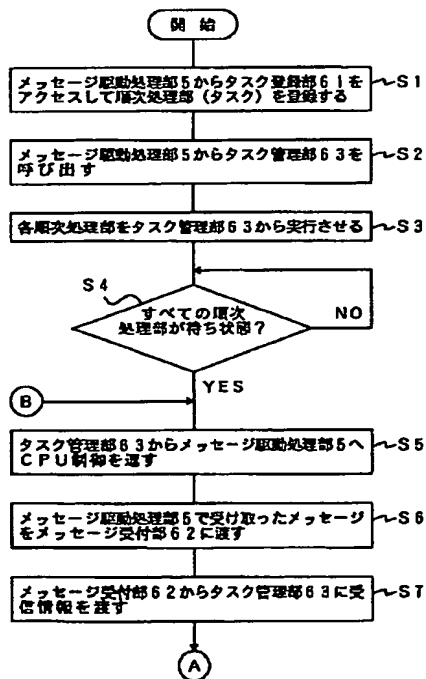 開 始
メッセージ駆動処理部5からタスク登録部61を
アクセスして順次処理部(タスク)を登録する
S1
メッセージ駆動処理部5からタスク管理部63を
呼び出す
S2
各順次処理部をタスク管理部63から実行させる
S3
S4
すべての順次
処理部が待ち状態?
NO
YES
B
タスク管理部63からメッセージ駆動処理部5へ
CPU制御を返す
S5
メッセージ駆動処理部5で受け取ったメッセージ
をメッセージ受付部62に渡す
S6
メッセージ受付部62からタスク管理部63に受
信情報を渡す
S7
A